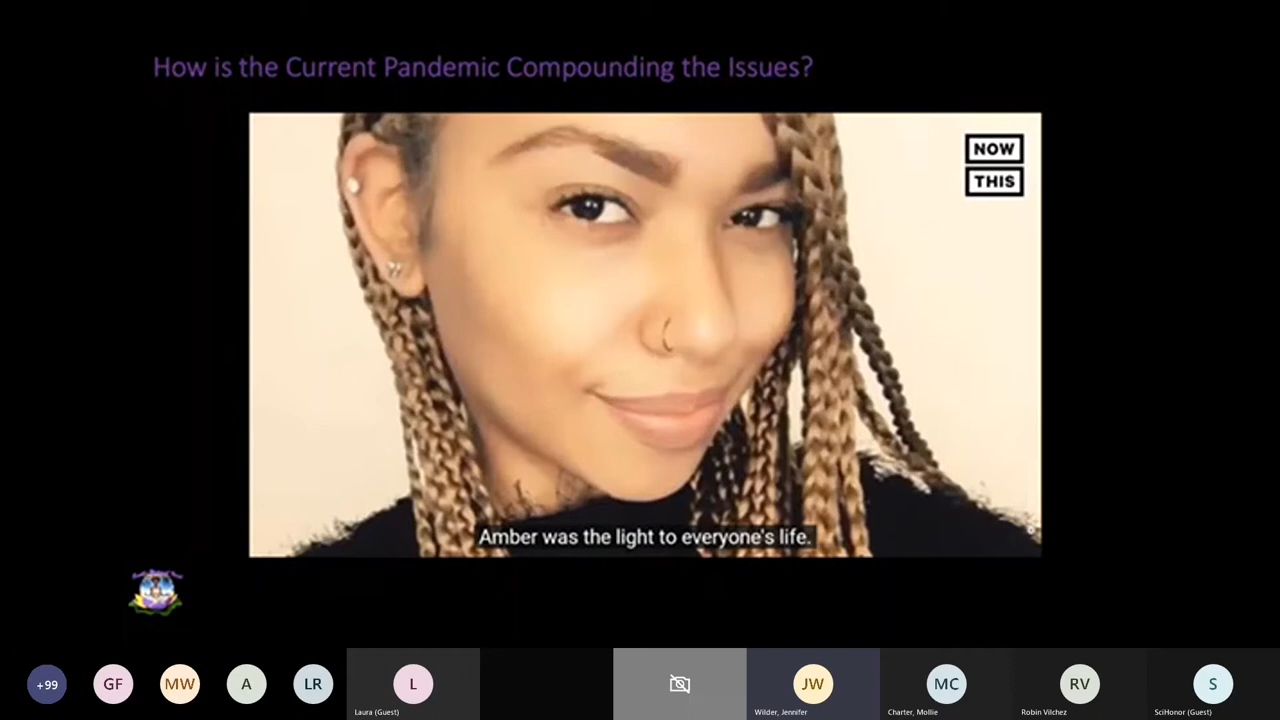 How is the Current Pandemic Compounding the Issues?
NOW
THIS
Amber was the light to everyone's life.
+99
GF
MW
A
LR
L
JW
MC
RV
S
Laura (Guest)
Wilder, Jennifer
Charter, Mollie
Robin Vilchez
SciHonor (Guest)